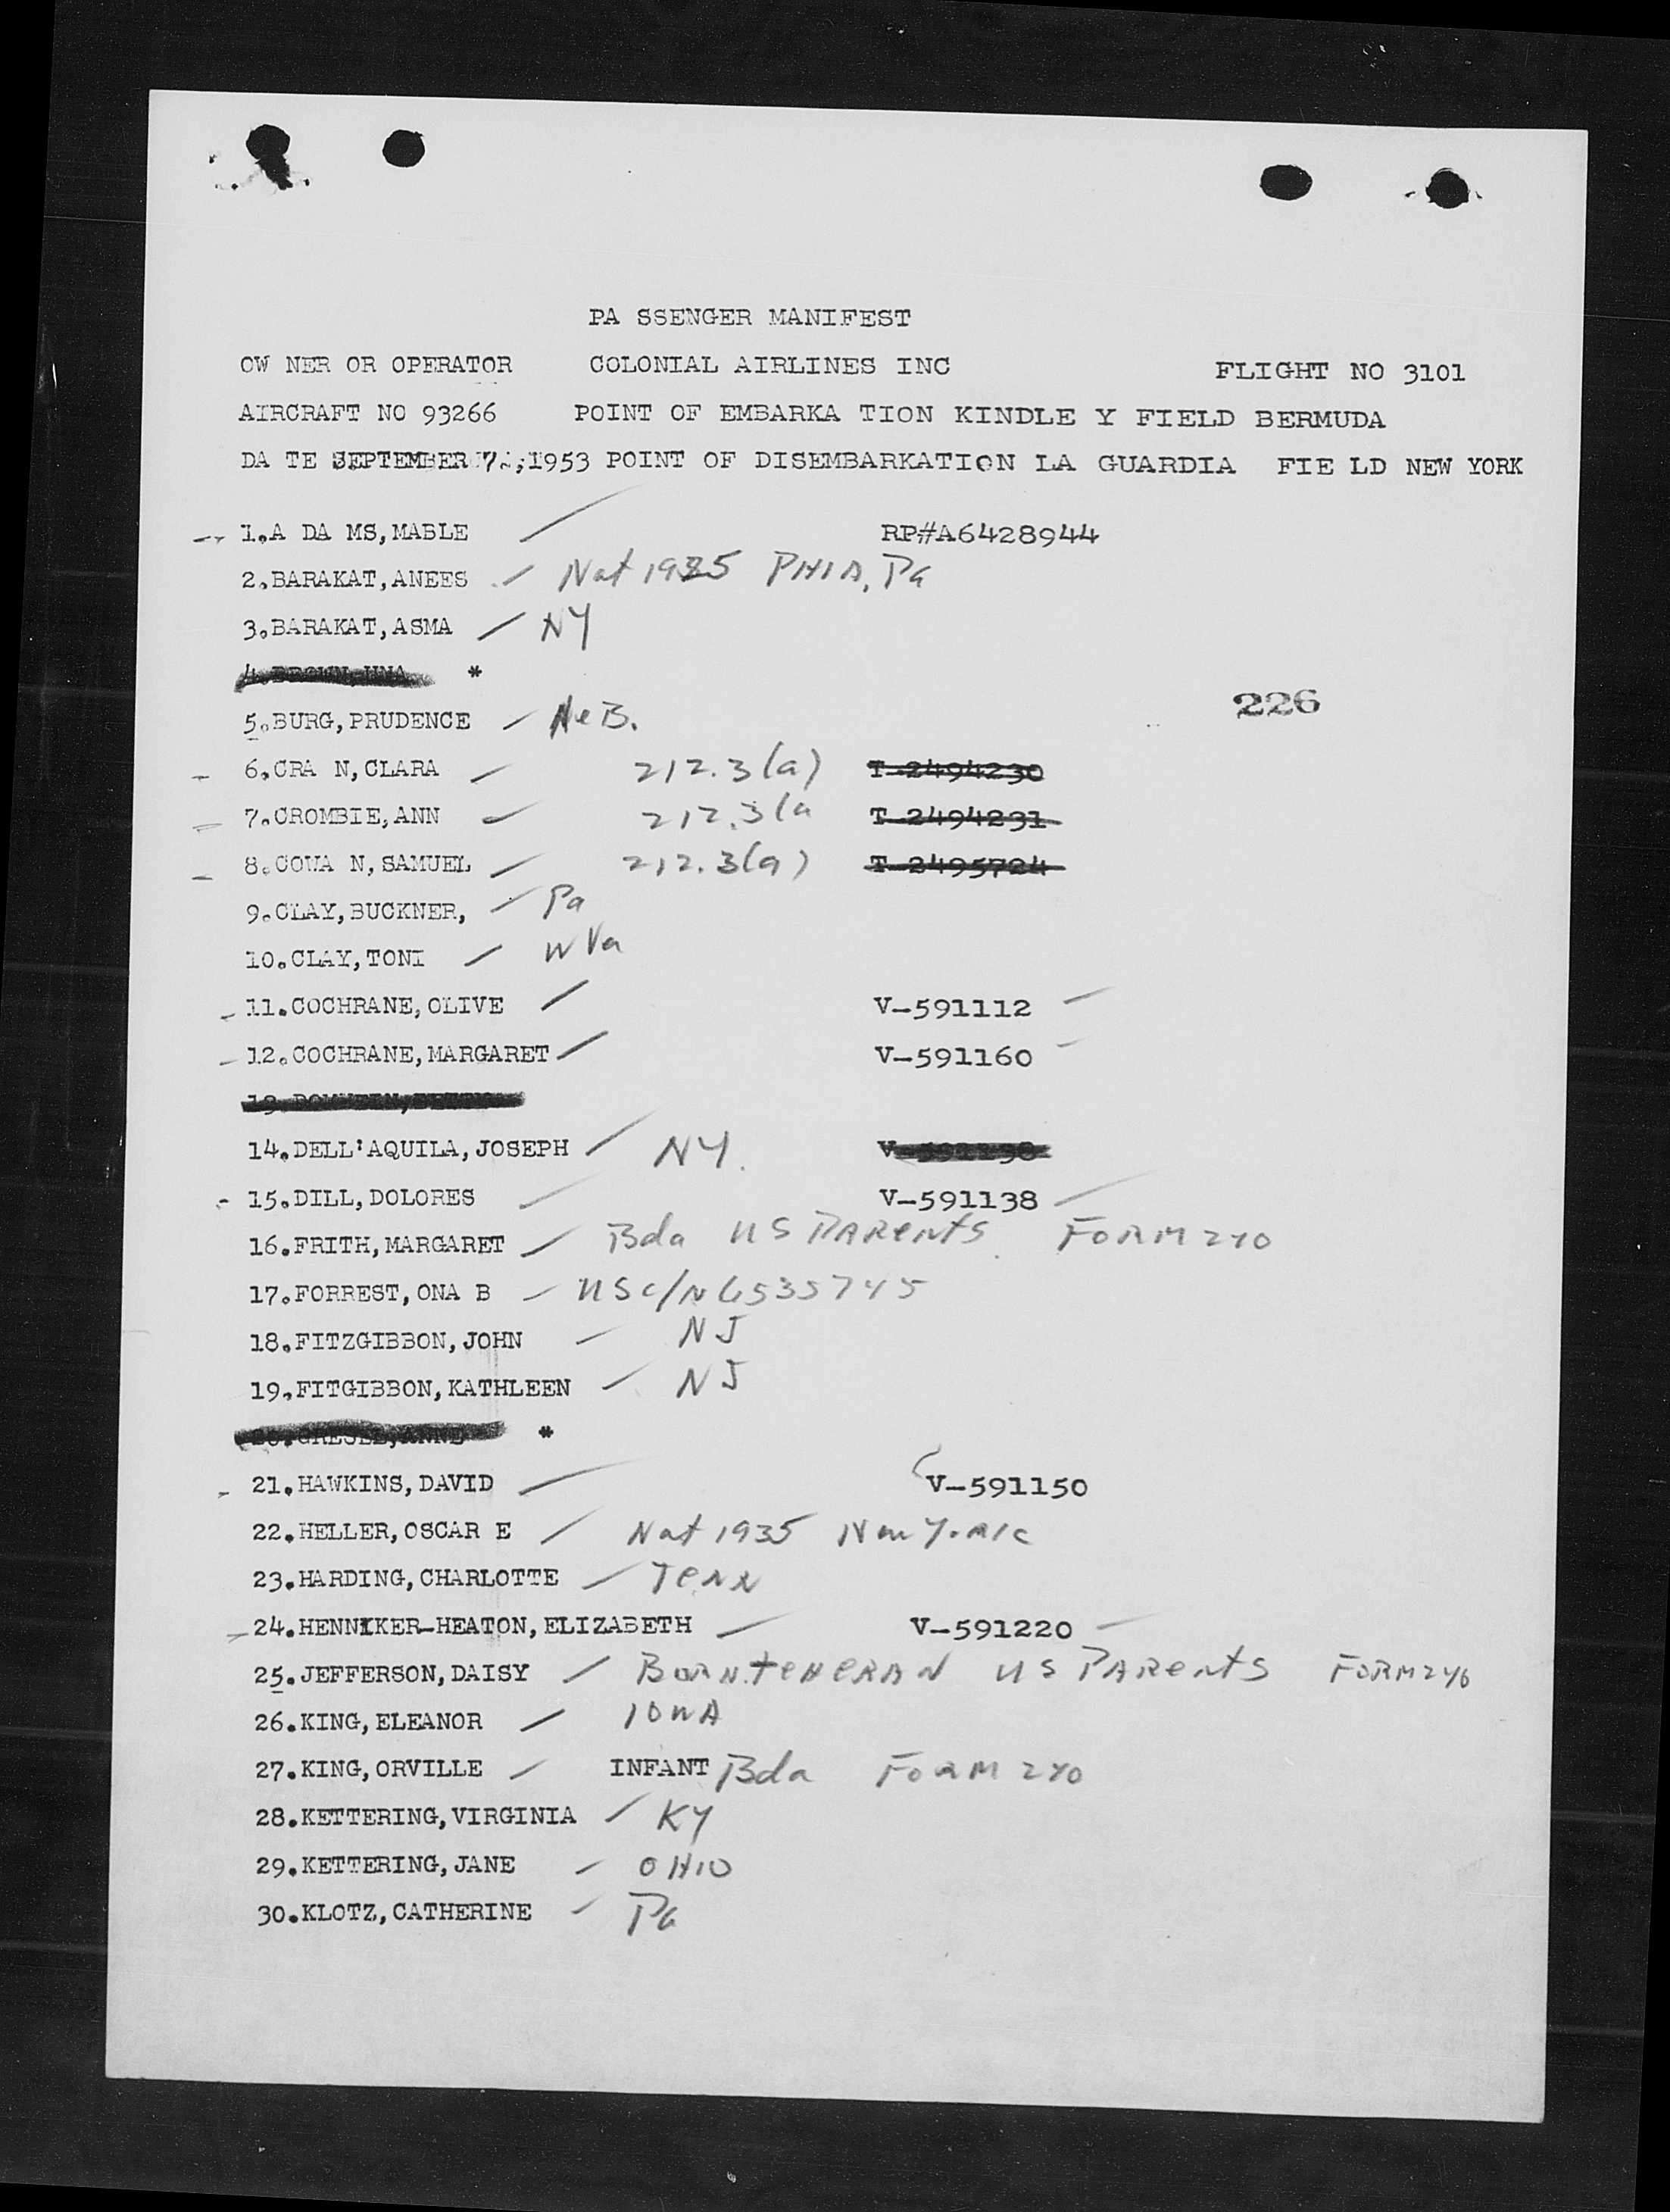 PA SSENGER MANIFEST
OW NER OR OPERATOR COLONIAL AIRLINES INC FLIGHT NO 3101
AIRCRAFT NO 93266 POINT OF EMBARKA TION KINDLE Y FIELD BERMUDA
DA TE SEPTEMBER 7,1953 POINT OF DISEMBARKATION LA GUARDIA FIE LD NEW YORK
1.A DA MS,MABLE RP#A6428944
2.BARAKAT,ANEES Nat 1935 PHIA, Pa
3.BARAKAT,ASMA NY
4.BROWN,UNA *
226
5.BURG,PRUDENCE NeB.
6.CRA N,CLARA 212.3(a) T-2494230
7.CROMBIE,ANN 212.3(a T-2494231
8.COWA N,SAMUEL 212.3(a) T-2495724
9.CLAY,BUCKNER, Pa
10.CLAY,TONI W Va
11.COCHRANE,OLIVE V-591112
12.COCHRANE,MARGARET V-591160
13.
14.DELL'AQUILA,JOSEPH NY. V-
15.DILL,DOLORES V-591138
16.FRITH,MARGARET Bda US PARENTS FORM 240
17.FORREST,ONA B USC/N 6535745
18.FITZGIBBON,JOHN NJ
19.FITGIBBON,KATHLEEN NJ
20. *
21.HAWKINS,DAVID V-591150
22.HELLER,OSCAR E Nat 1935 New York
23.HARDING,CHARLOTTE TENN
24.HENNIKER-HEATON,ELIZABETH V-591220
25.JEFFERSON,DAISY BORN TEHERAN US PARENTS FORM 240
26.KING,ELEANOR IOWA
27.KING,ORVILLE INFANT Bda FORM 240
28.KETTERING,VIRGINIA KY
29.KETTERING,JANE OHIO
30.KLOTZ,CATHERINE Pa